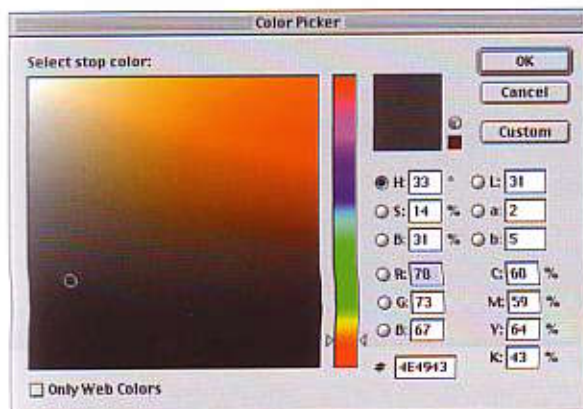 Color Picker
Select stop color:
OK
Cancel
Custom
H: 33 °
L: 31
S: 14 %
a: 2
B: 31 %
b: 5
R: 78
C: 60 %
G: 73
M: 59 %
B: 67
Y: 64 %
# 4E4943
K: 43 %
Only Web Colors